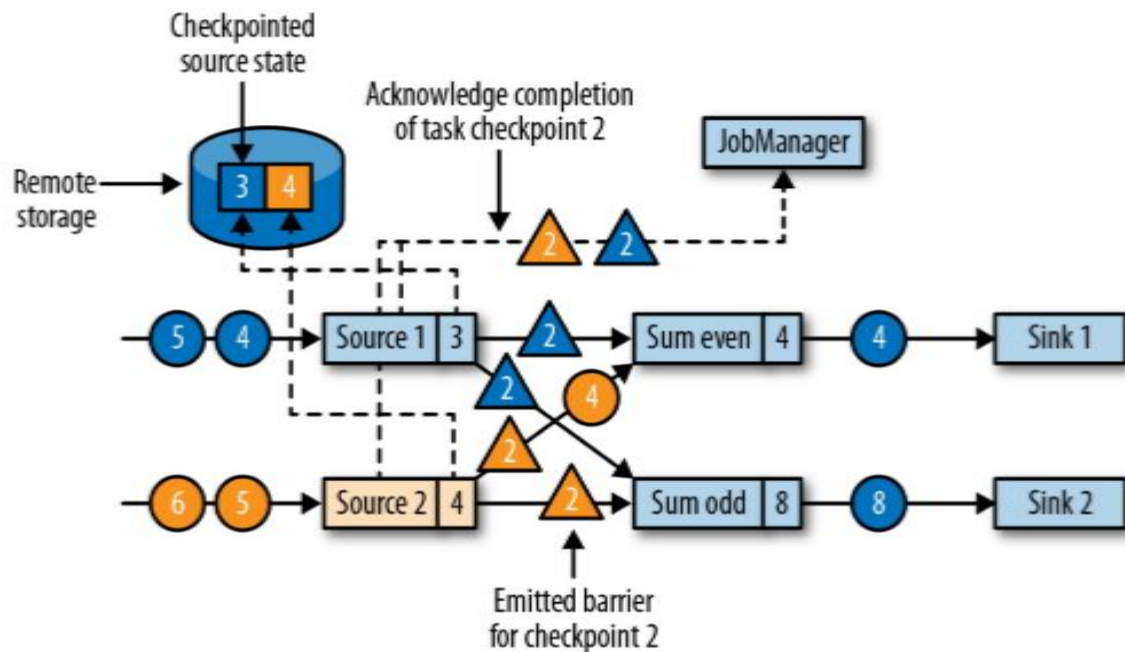 Checkpointed
source state
Acknowledge completion
of task checkpoint 2
JobManager
Remote
storage
3 4
2 2
5 4 Source 1 3 2 Sum even 4 4 Sink 1
2 4
2
6 5 Source 2 4 2 Sum odd 8 8 Sink 2
Emitted barrier
for checkpoint 2